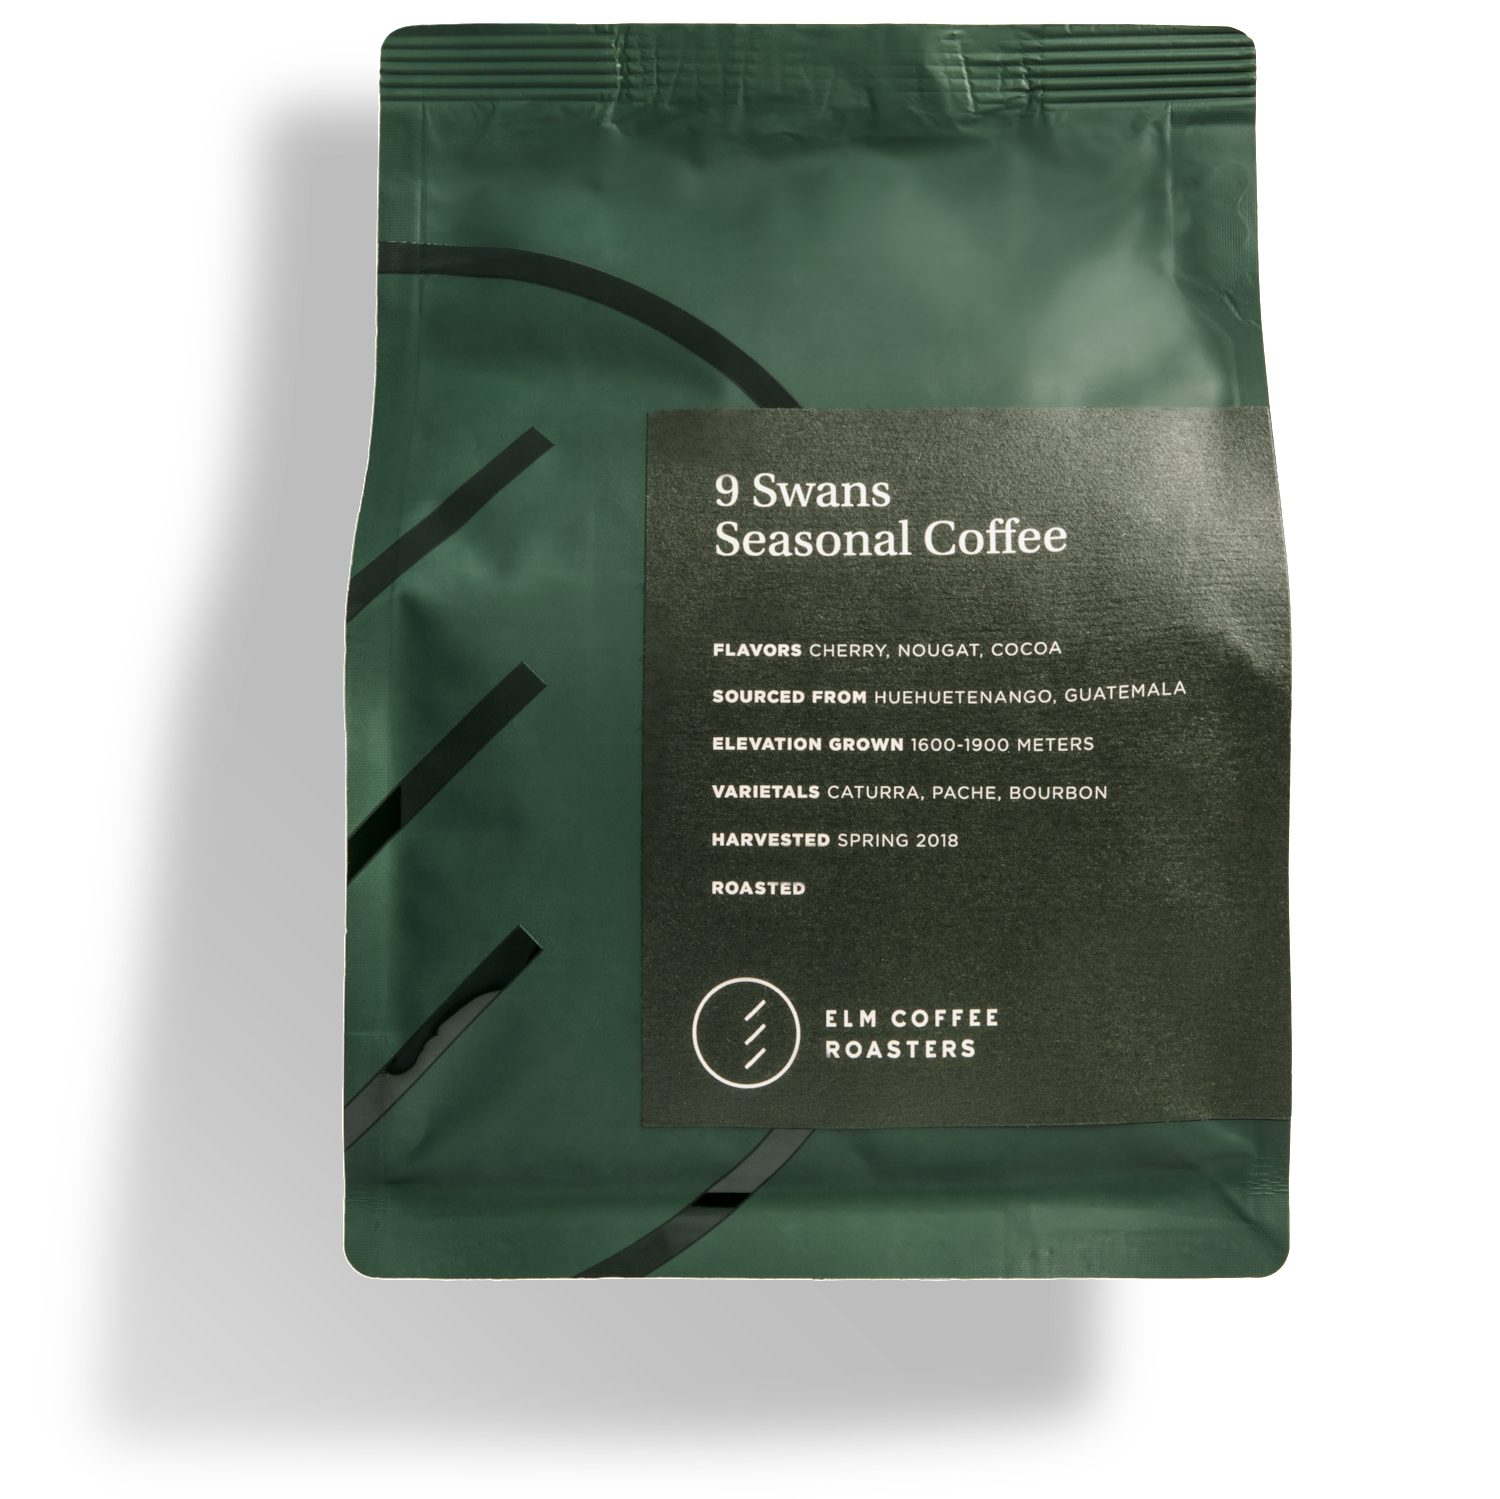 9 Swans
Seasonal Coffee
FLAVORS CHERRY, NOUGAT, COCOA
SOURCED FROM HUEHUETENANGO, GUATEMALA
ELEVATION GROWN 1600-1900 METERS
VARIETALS CATURRA, PACHE, BOURBON
HARVESTED SPRING 2018
ROASTED
ELM COFFEE
ROASTERS